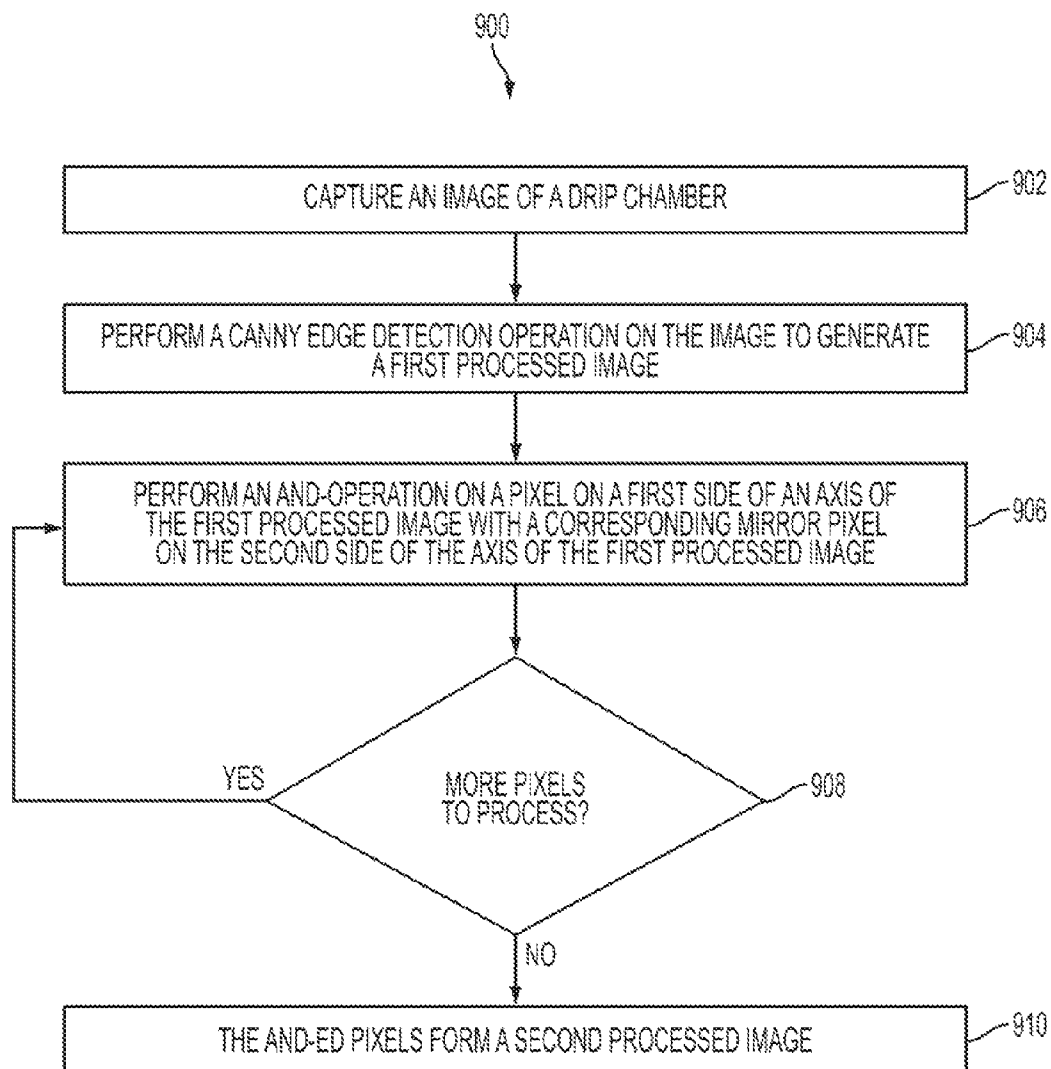 900
CAPTURE AN IMAGE OF A DRIP CHAMBER
902
PERFORM A CANNY EDGE DETECTION OPERATION ON THE IMAGE TO GENERATE
A FIRST PROCESSED IMAGE
904
PERFORM AN AND-OPERATION ON A PIXEL ON A FIRST SIDE OF AN AXIS OF
THE FIRST PROCESSED IMAGE WITH A CORRESPONDING MIRROR PIXEL
ON THE SECOND SIDE OF THE AXIS OF THE FIRST PROCESSED IMAGE
906
YES
MORE PIXELS
TO PROCESS?
908
NO
THE AND-ED PIXELS FORM A SECOND PROCESSED IMAGE
910